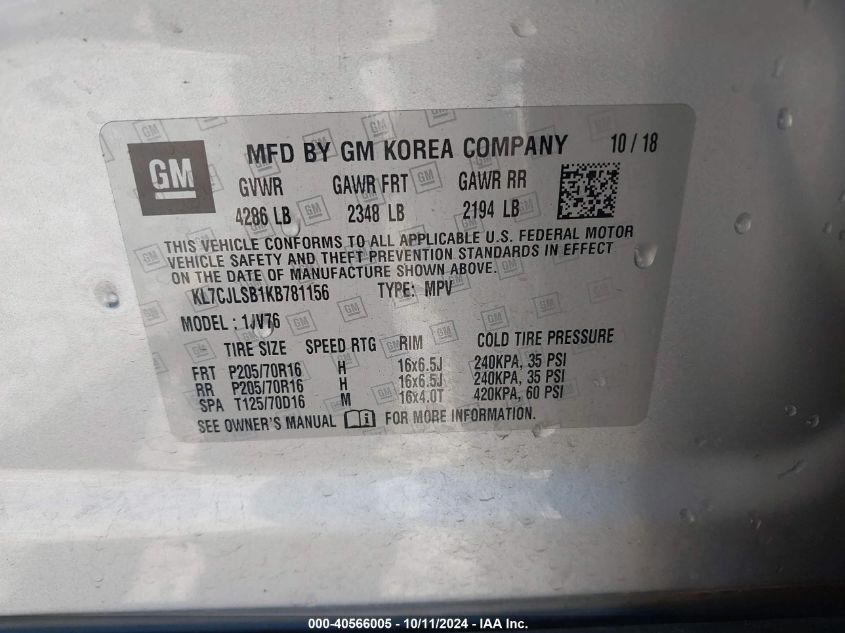 GM
MFD BY GM KOREA COMPANY 10 / 18
GVWR GAWR FRT GAWR RR
4286 LB 2348 LB 2194 LB
THIS VEHICLE CONFORMS TO ALL APPLICABLE U.S. FEDERAL MOTOR
VEHICLE SAFETY AND THEFT PREVENTION STANDARDS IN EFFECT
ON THE DATE OF MANUFACTURE SHOWN ABOVE.
KL7CJLSB1KB781156 TYPE: MPV
MODEL : 1JV76
TIRE SIZE SPEED RTG RIM COLD TIRE PRESSURE
FRT P205/70R16 H 16x6.5J 240KPA, 35 PSI
RR P205/70R16 H 16x6.5J 240KPA, 35 PSI
SPA T125/70D16 M 16x4.0T 420KPA, 60 PSI
SEE OWNER'S MANUAL i FOR MORE INFORMATION.
000-40566005 - 10/11/2024 - IAA Inc.